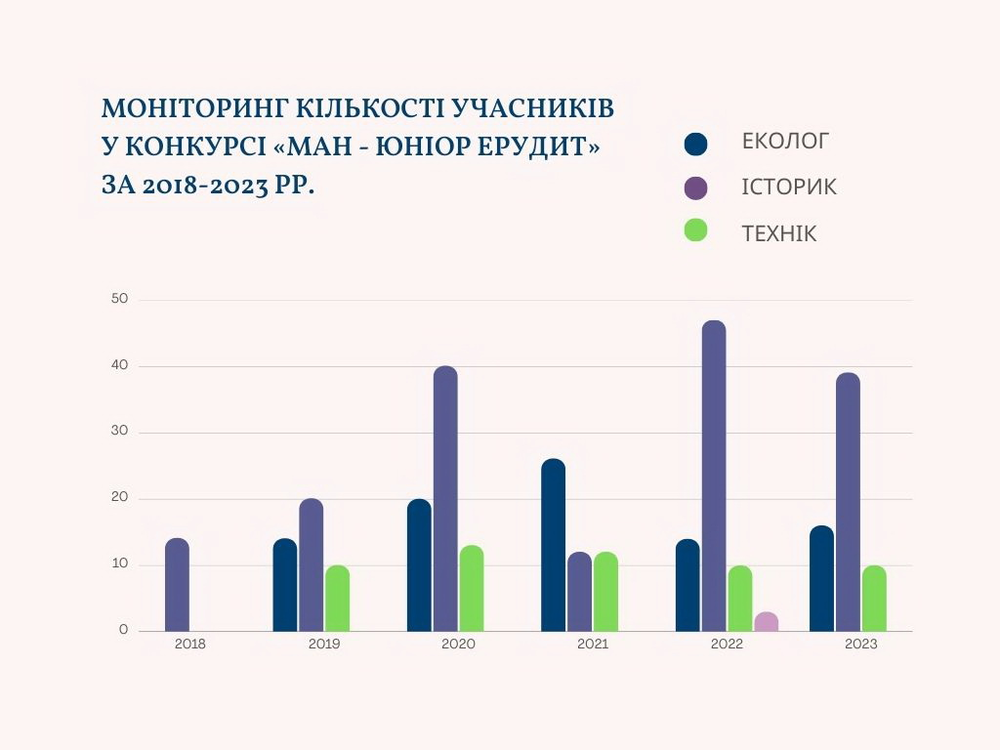 МОНІТОРИНГ КІЛЬКОСТІ УЧАСНИКІВ
У КОНКУРСІ «МАН - ЮНІОР ЕРУДИТ»
ЗА 2018-2023 РР.
ЕКОЛОГ
ІСТОРИК
ТЕХНІК
50
40
30
20
10
0
2018 2019 2020 2021 2022 2023